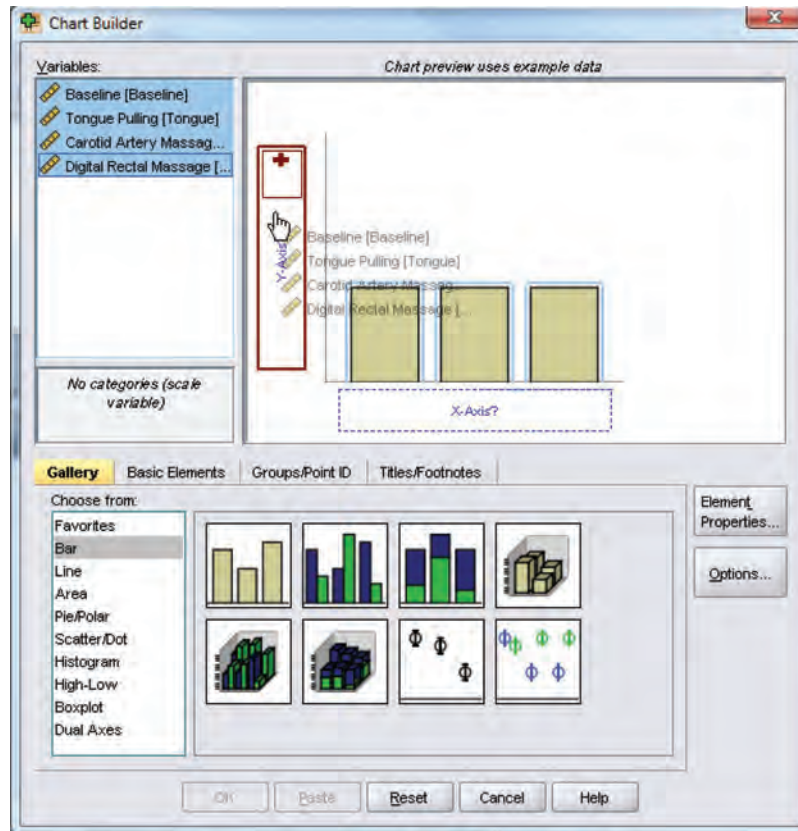 Chart Builder
Variables:
Chart preview uses example data
Baseline [Baseline]
Tongue Pulling [Tongue]
Carotid Artery Massag...
Digital Rectal Massage [...
Y-Axis?
Baseline [Baseline]
Tongue Pulling [Tongue]
Carotid Artery Massag...
Digital Rectal Massage [...
No categories (scale
variable)
X-Axis?
Gallery Basic Elements Groups/Point ID Titles/Footnotes
Choose from:
Favorites
Bar
Line
Area
Pie/Polar
Scatter/Dot
Histogram
High-Low
Boxplot
Dual Axes
Element
Properties...
Options...
OK Paste Reset Cancel Help